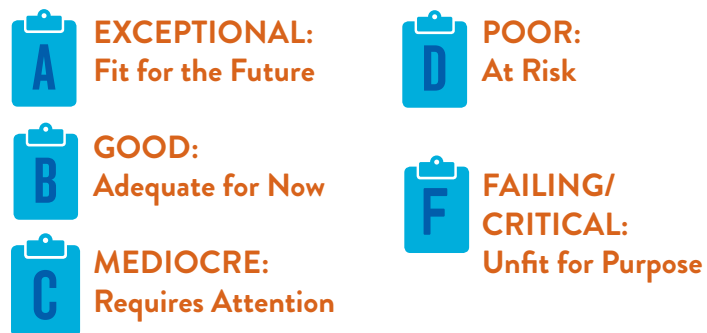 A
EXCEPTIONAL:
Fit for the Future
B
GOOD:
Adequate for Now
C
MEDIOCRE:
Requires Attention
D
POOR:
At Risk
F
FAILING/
CRITICAL:
Unfit for Purpose